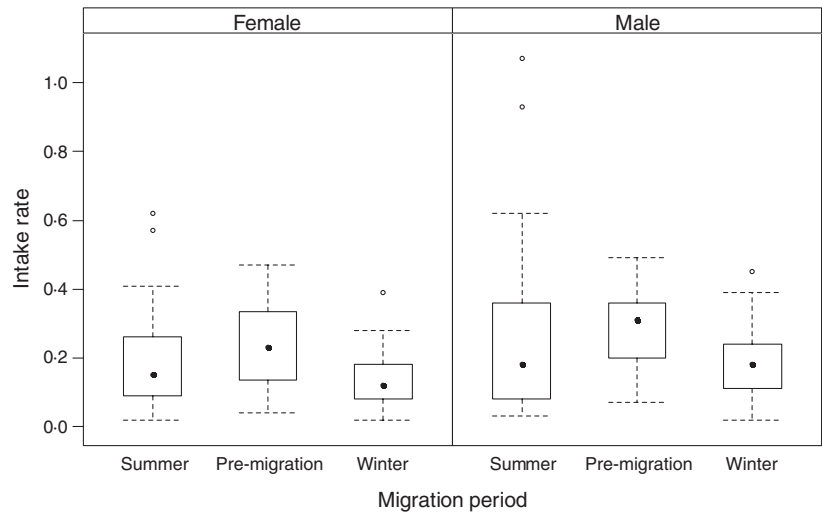 Female Male
1·0
0·8
0·6
0·4
0·2
0·0
Intake rate
Summer Pre-migration Winter Summer Pre-migration Winter
Migration period